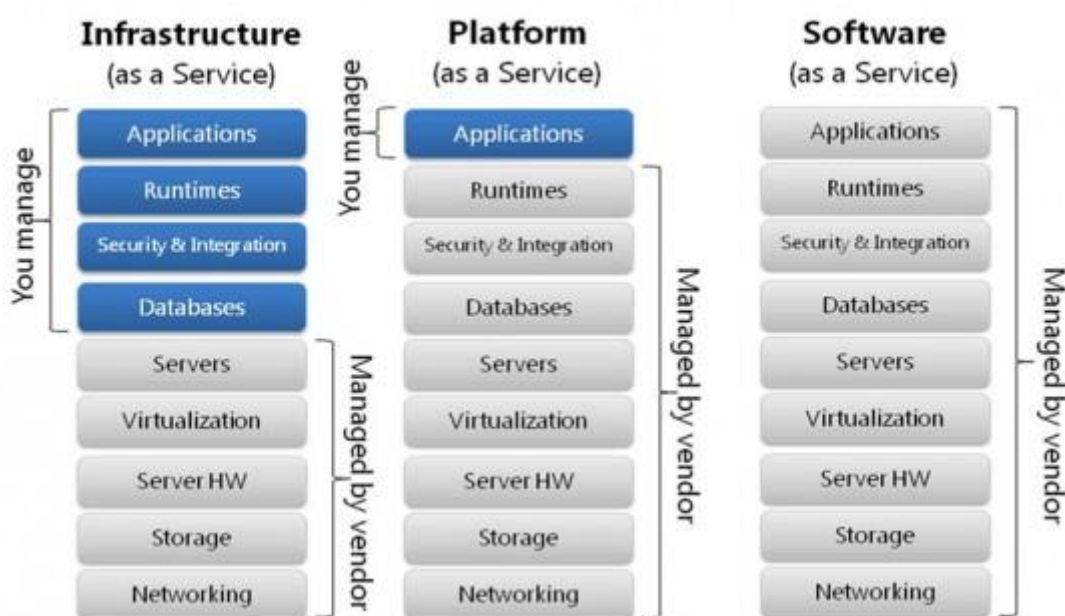 Infrastructure
(as a Service)
You manage
Applications
Runtimes
Security & Integration
Databases
Servers
Virtualization
Server HW
Storage
Networking
Managed by vendor
Platform
(as a Service)
You manage
Applications
Runtimes
Security & Integration
Databases
Servers
Virtualization
Server HW
Storage
Networking
Managed by vendor
Software
(as a Service)
Applications
Runtimes
Security & Integration
Databases
Servers
Virtualization
Server HW
Storage
Networking
Managed by vendor